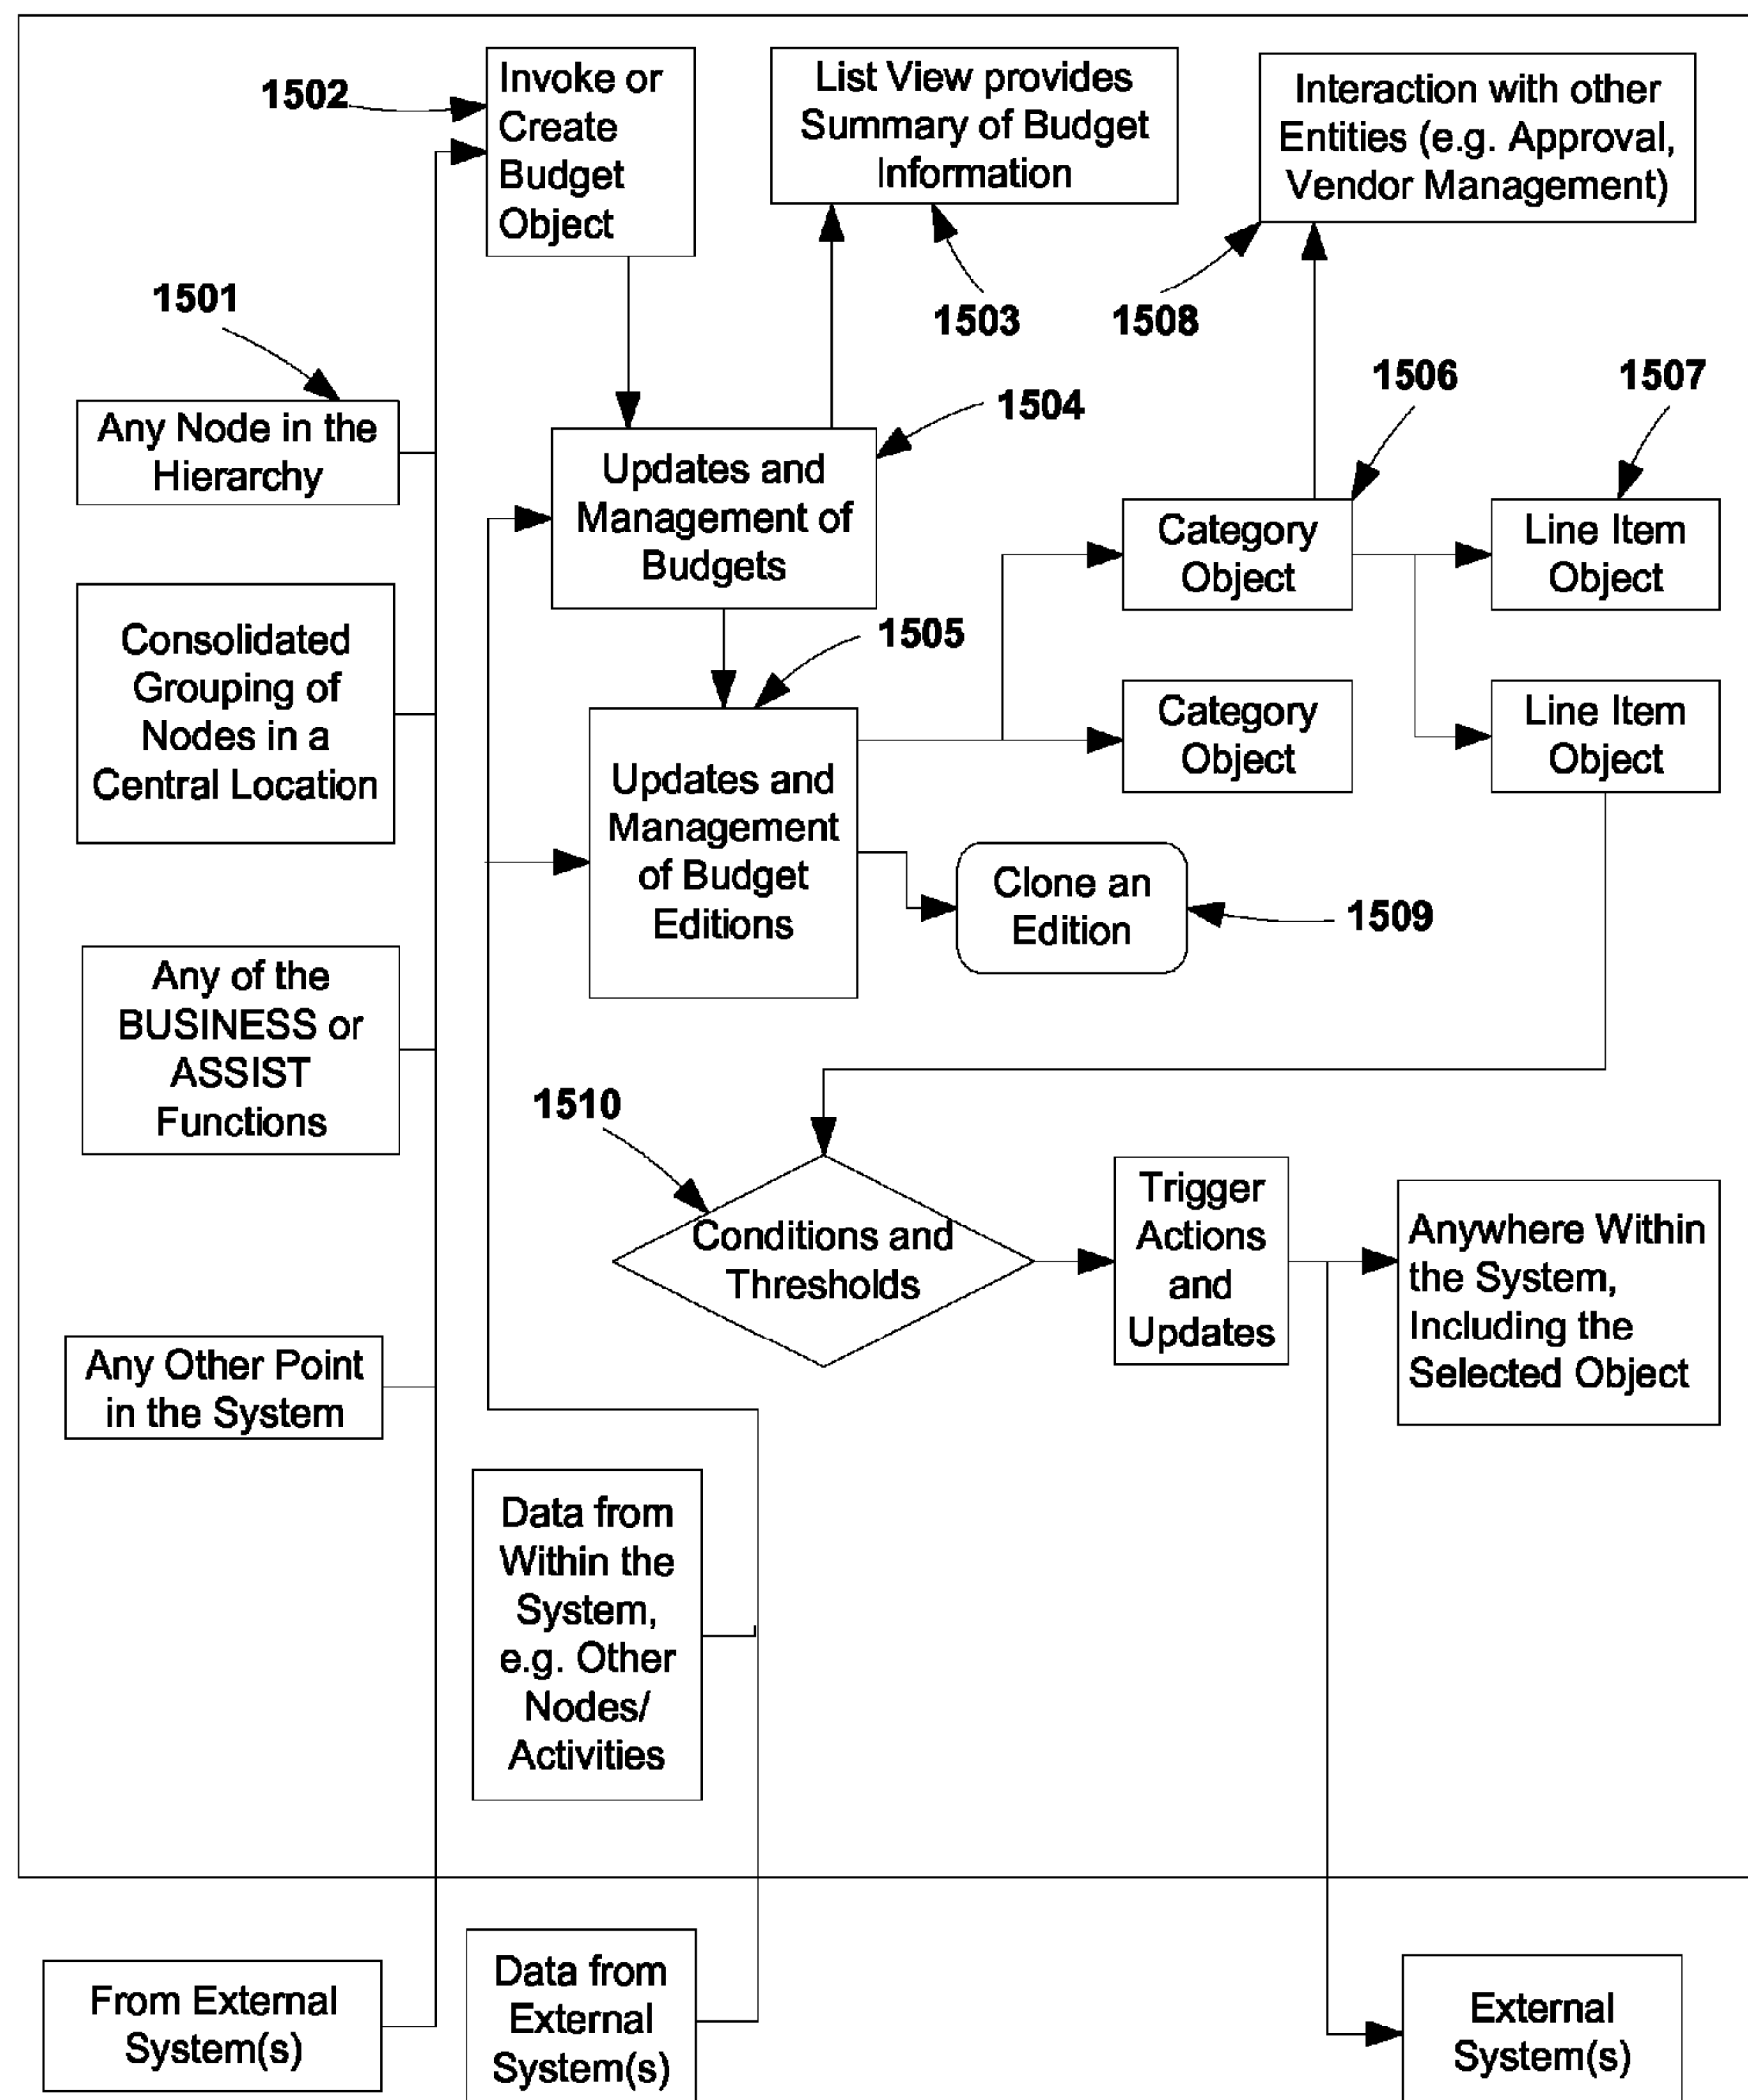 1502
Invoke or
Create
Budget
Object
List View provides
Summary of Budget
Information
Interaction with other
Entities (e.g. Approval,
Vendor Management)
1501
1503
1508
1506
1507
1504
Any Node in the
Hierarchy
Updates and
Management of
Budgets
Category
Object
Line Item
Object
1505
Consolidated
Grouping of
Nodes in a
Central Location
Updates and
Management
of Budget
Editions
Category
Object
Line Item
Object
Clone an
Edition
1509
Any of the
BUSINESS or
ASSIST
Functions
1510
Conditions and
Thresholds
Trigger
Actions
and
Updates
Anywhere Within
the System,
Including the
Selected Object
Any Other Point
in the System
Data from
Within the
System,
e.g. Other
Nodes/
Activities
From External
System(s)
Data from
External
System(s)
External
System(s)